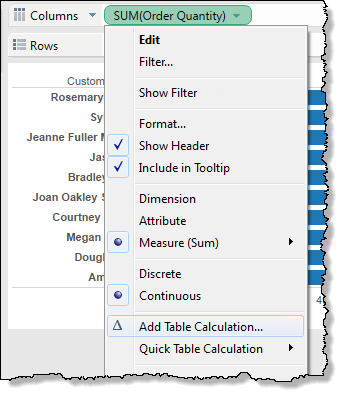 Columns SUM(Order Quantity)
Rows
Edit
Filter...
Show Filter
Format...
Show Header
Include in Tooltip
Dimension
Attribute
Measure (Sum)
Discrete
Continuous
Add Table Calculation...
Quick Table Calculation
Custom
Rosemary
Sy
Jeanne Fuller M
Jas
Bradley
Joan Oakley S
Courtney
Megan
Doug
Am
4